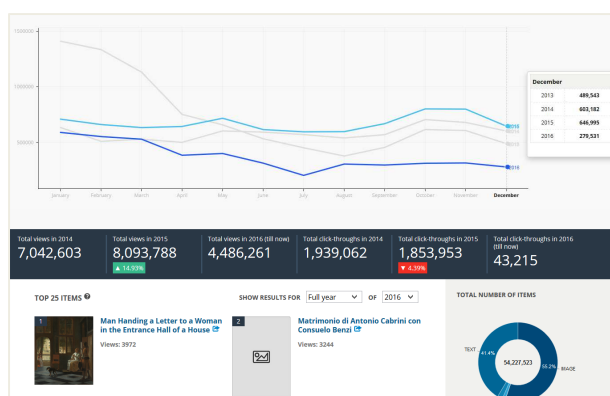 1500000
1000000
500000
January February March April May June July August September October November December
2015
2016
December
2013 489,543
2014 603,182
2015 646,995
2016 279,531
Total views in 2014
7,042,603
Total views in 2015
8,093,788
▲ 14.93%
Total views in 2016 (till now)
4,486,261
Total click-throughs in 2014
1,939,062
Total click-throughs in 2015
1,853,953
▼ 4.39%
Total click-throughs in 2016
(till now)
43,215
TOP 25 ITEMS ?
SHOW RESULTS FOR Full year OF 2016
1
Man Handing a Letter to a Woman
in the Entrance Hall of a House
Views: 3972
2
Matrimonio di Antonio Cabrini con
Consuelo Benzi
Views: 3244
TOTAL NUMBER OF ITEMS
TEXT 41.4%
54,227,523
55.2% IMAGE